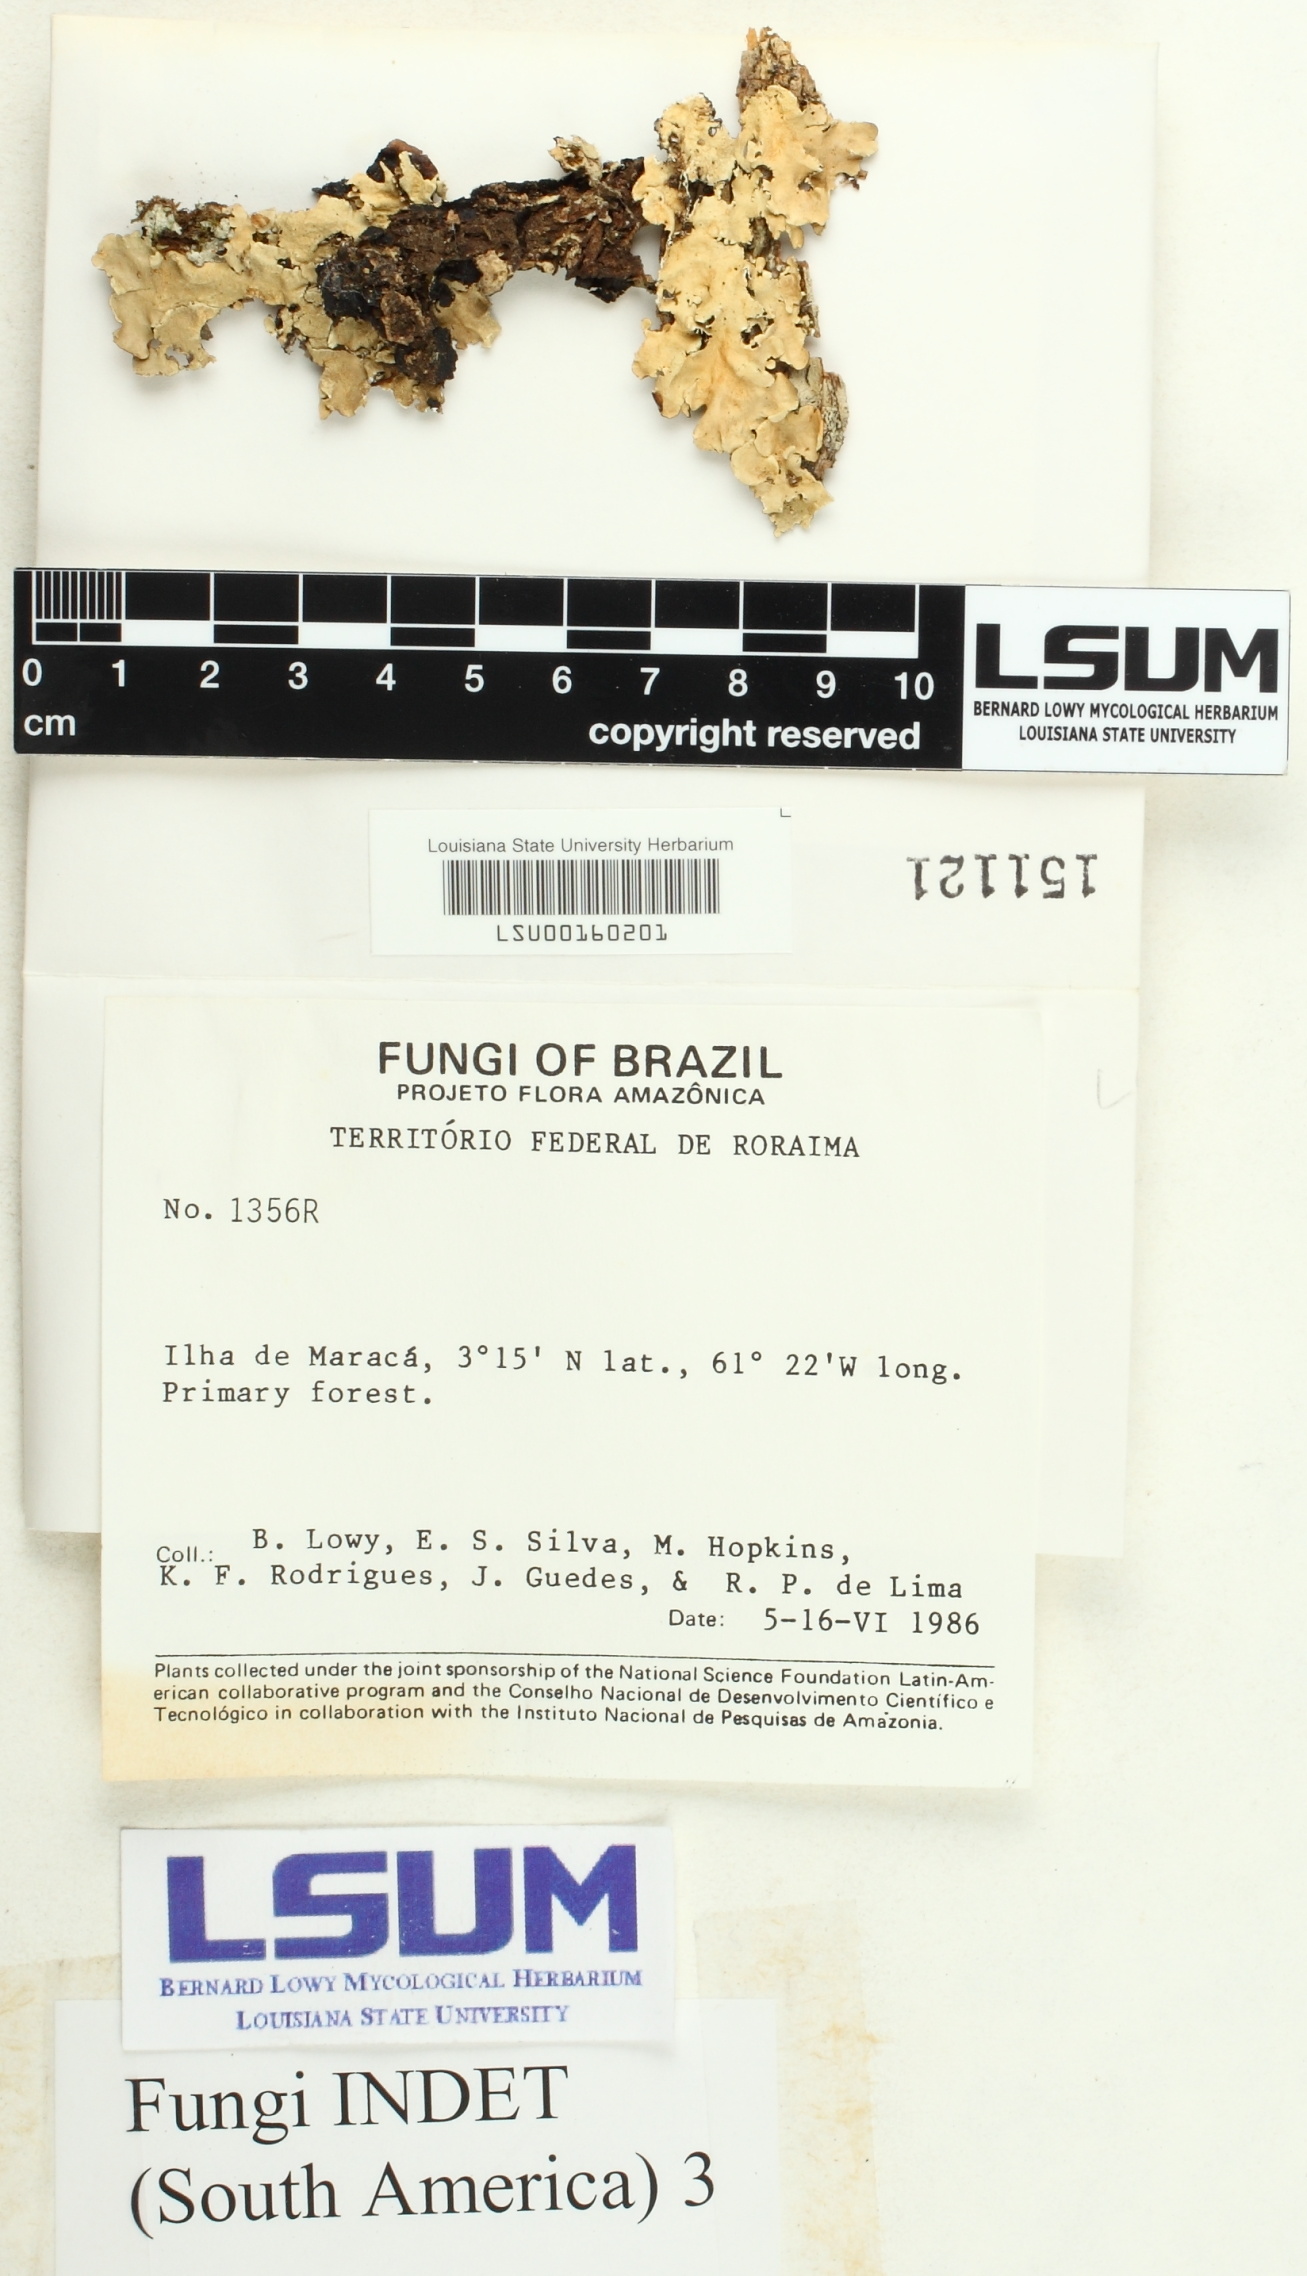 0 1 2 3 4 5 6 7 8 9 10
cm
copyright reserved
LSUM
BERNARD LOWY MYCOLOGICAL HERBARIUM
LOUISIANA STATE UNIVERSITY
Louisiana State University Herbarium
LSU00160201
151121
FUNGI OF BRAZIL
PROJETO FLORA AMAZÔNICA
TERRITÓRIO FEDERAL DE RORAIMA
No. 1356R
Ilha de Maracá, 3°15' N lat., 61° 22'W long.
Primary forest.
Coll.: B. Lowy, E. S. Silva, M. Hopkins,
K. F. Rodrigues, J. Guedes, & R. P. de Lima
Date: 5-16-VI 1986
Plants collected under the joint sponsorship of the National Science Foundation Latin-Am-
erican collaborative program and the Conselho Nacional de Desenvolvimento Científico e
Tecnológico in collaboration with the Instituto Nacional de Pesquisas de Amazonia.
LSUM
BERNARD LOWY MYCOLOGICAL HERBARIUM
LOUISIANA STATE UNIVERSITY
Fungi INDET
(South America) 3